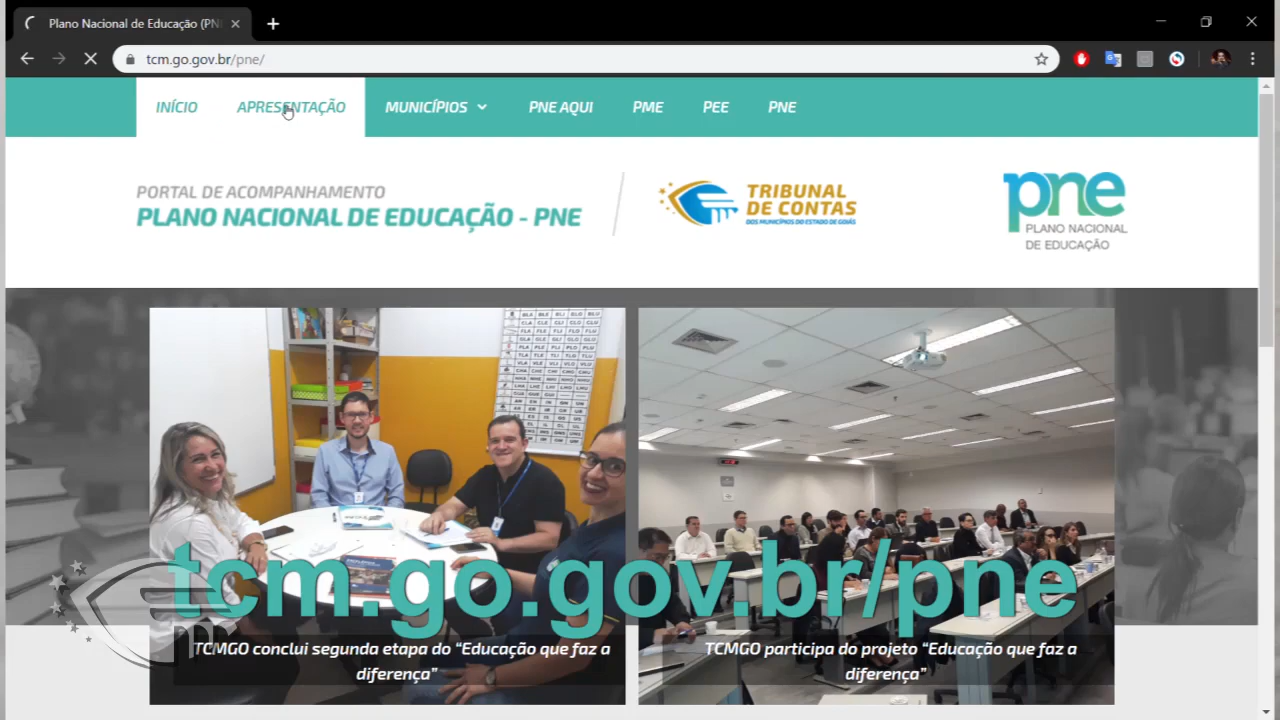 Plano Nacional de Educação (PN
tcm.go.gov.br/pne/
INÍCIO APRESENTAÇÃO MUNICÍPIOS PNE AQUI PME PEE PNE
PORTAL DE ACOMPANHAMENTO
PLANO NACIONAL DE EDUCAÇÃO - PNE
TRIBUNAL
DE CONTAS
DOS MUNICÍPIOS DO ESTADO DE GOIÁS
pne
PLANO NACIONAL
DE EDUCAÇÃO
tcm.go.gov.br/pne
TCMGO conclui segunda etapa do “Educação que faz a
diferença”
TCMGO participa do projeto “Educação que faz a
diferença”